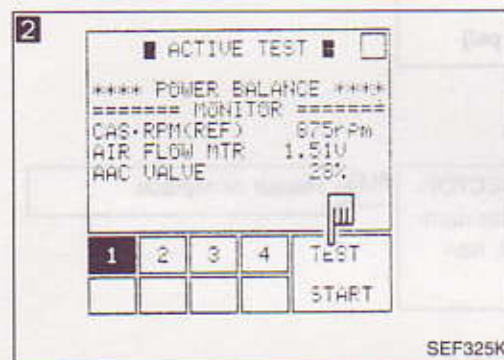 2
ACTIVE TEST
**** POWER BALANCE ****
======= MONITOR =======
CAS•RPM(REF) 875rpm
AIR FLOW MTR 1.51V
AAC VALVE 28%
1 2 3 4 TEST
START
SEF325K